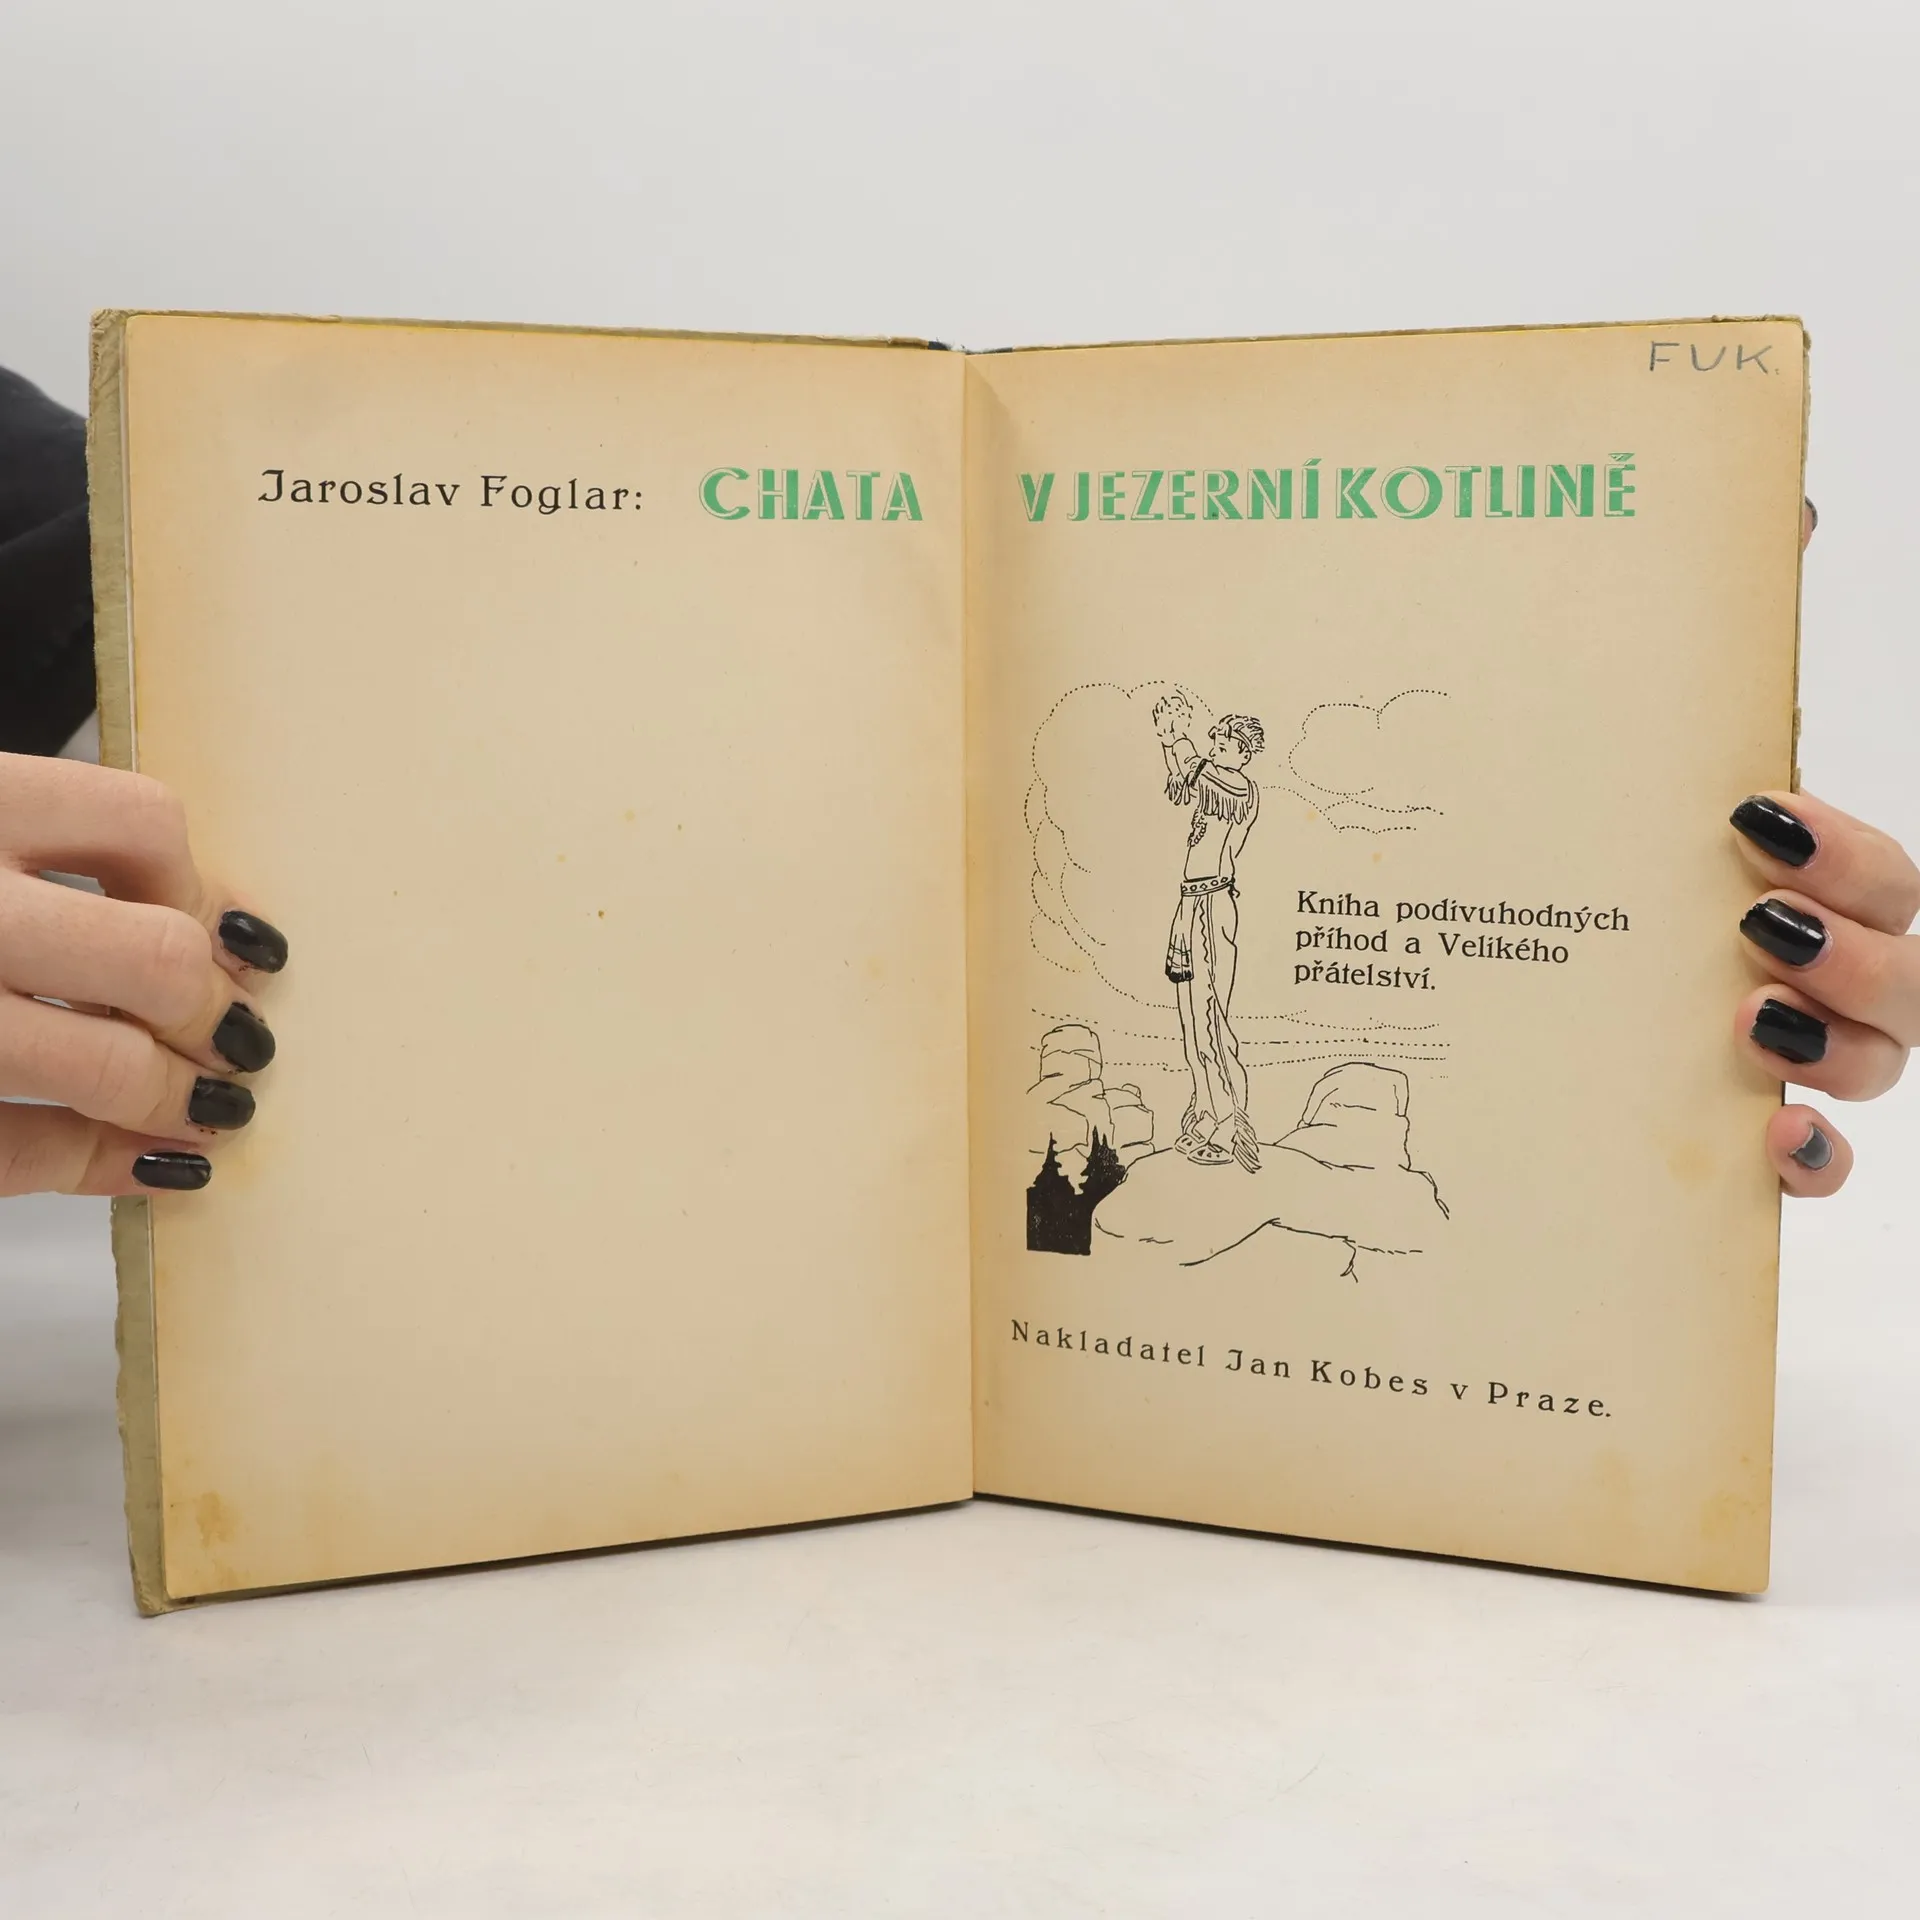 FUK.
Jaroslav Foglar: CHATA V JEZERNÍ KOTLINĚ
Kniha podivuhodných
příhod a Velikého
přátelství.
Nakladatel Jan Kobes v Praze.